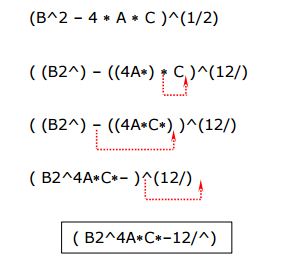 (B^2 – 4 * A * C )^(1/2)
( (B2^) – ((4A*) * C )^(12/)
( (B2^) – ((4A*C*) )^(12/)
( B2^4A*C*– )^(12/)
( B2^4A*C*–12/^)